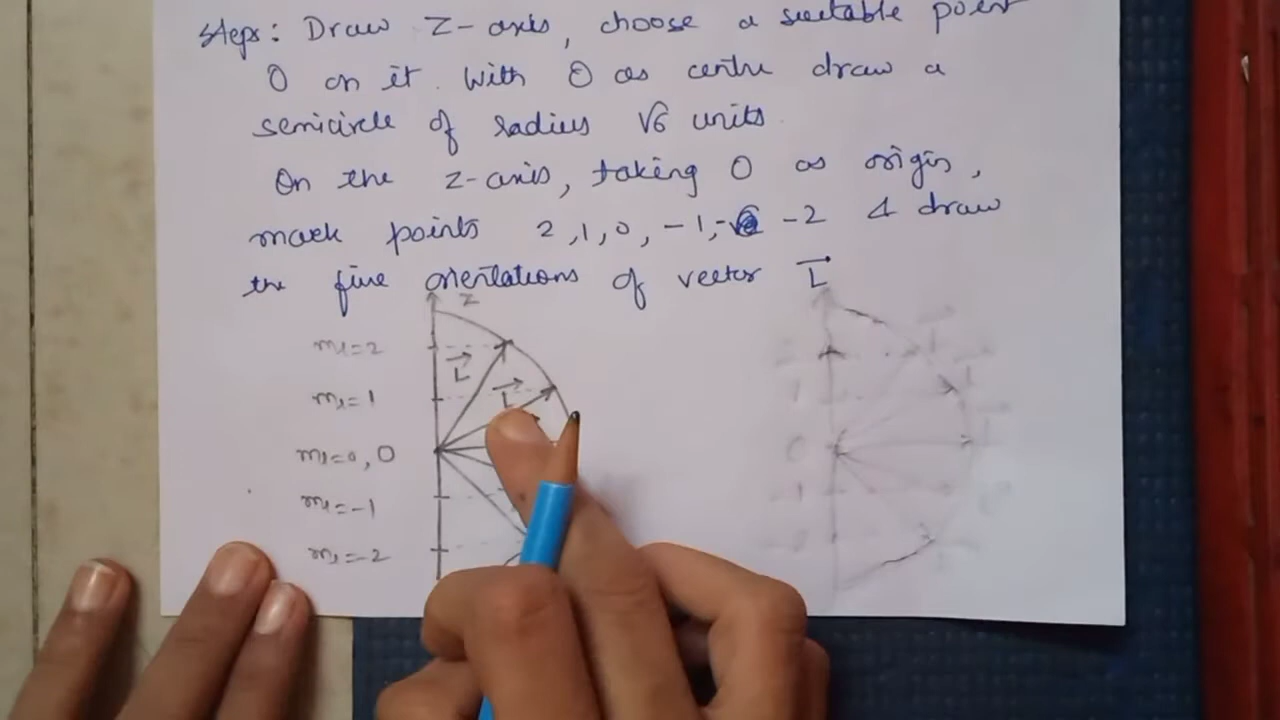 Steps: Draw Z-axis, choose a suitable point
O on it. With O as centre draw a
semicircle of radius √6 units.
On the z-axis, taking O as origin,
mark points 2, 1, 0, -1, -2 & draw
the five orientations of vector L
z
mₗ=2
L
mₗ=1
L
mₗ=0, O
mₗ=-1
mₗ=-2